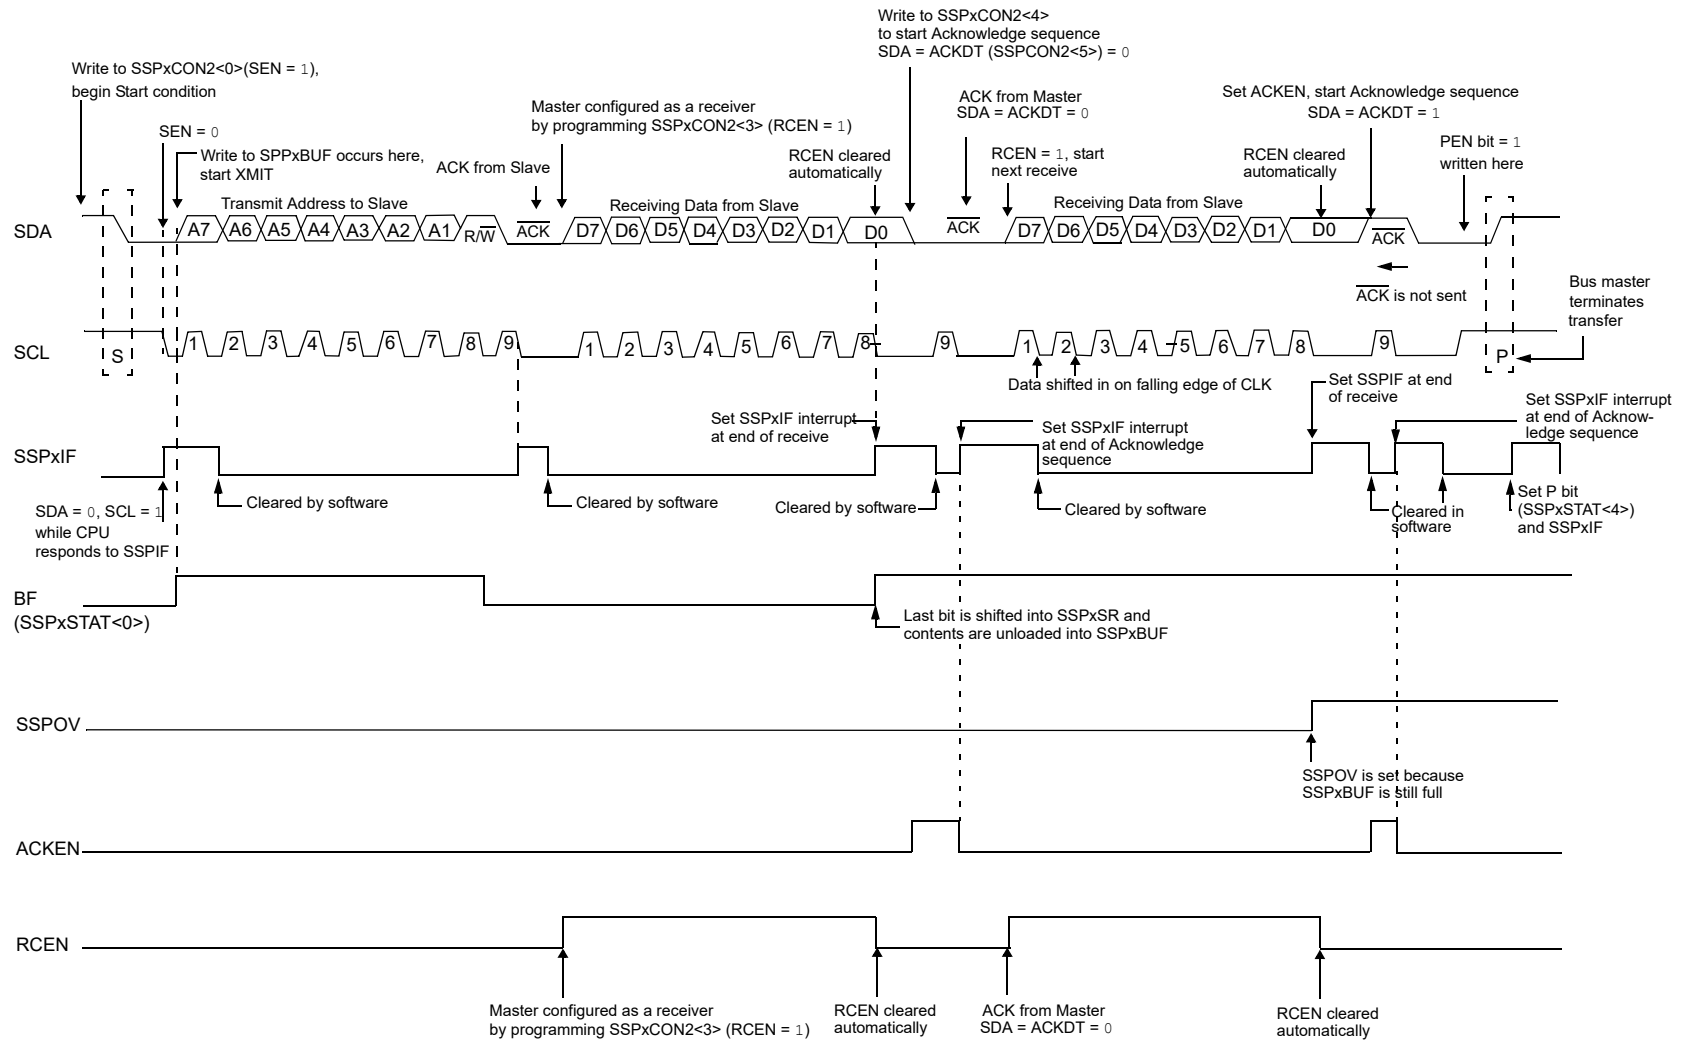 Write to SSPxCON2<4>
to start Acknowledge sequence
SDA = ACKDT (SSPCON2<5>) = 0
Write to SSPxCON2<0>(SEN = 1),
begin Start condition
SEN = 0
Write to SPPxBUF occurs here,
start XMIT
ACK from Slave
Master configured as a receiver
by programming SSPxCON2<3> (RCEN = 1)
RCEN cleared
automatically
ACK from Master
SDA = ACKDT = 0
RCEN = 1, start
next receive
Set ACKEN, start Acknowledge sequence
SDA = ACKDT = 1
RCEN cleared
automatically
PEN bit = 1
written here
Transmit Address to Slave
Receiving Data from Slave
Receiving Data from Slave
SDA
A7 A6 A5 A4 A3 A2 A1 R/W ACK D7 D6 D5 D4 D3 D2 D1 D0 ACK D7 D6 D5 D4 D3 D2 D1 D0 ACK
ACK is not sent
Bus master
terminates
transfer
SCL
S 1 2 3 4 5 6 7 8 9 1 2 3 4 5 6 7 8 9 1 2 3 4 5 6 7 8 9 P
Data shifted in on falling edge of CLK
Set SSPxIF interrupt
at end of receive
Set SSPxIF interrupt
at end of Acknowledge
sequence
Set SSPIF at end
of receive
Set SSPxIF interrupt
at end of Acknow-
ledge sequence
SSPxIF
SDA = 0, SCL = 1
while CPU
responds to SSPIF
Cleared by software
Cleared by software
Cleared by software
Cleared by software
Cleared in
software
Set P bit
(SSPxSTAT<4>)
and SSPxIF
BF
(SSPxSTAT<0>)
Last bit is shifted into SSPxSR and
contents are unloaded into SSPxBUF
SSPOV
SSPOV is set because
SSPxBUF is still full
ACKEN
RCEN
Master configured as a receiver
by programming SSPxCON2<3> (RCEN = 1)
RCEN cleared
automatically
ACK from Master
SDA = ACKDT = 0
RCEN cleared
automatically